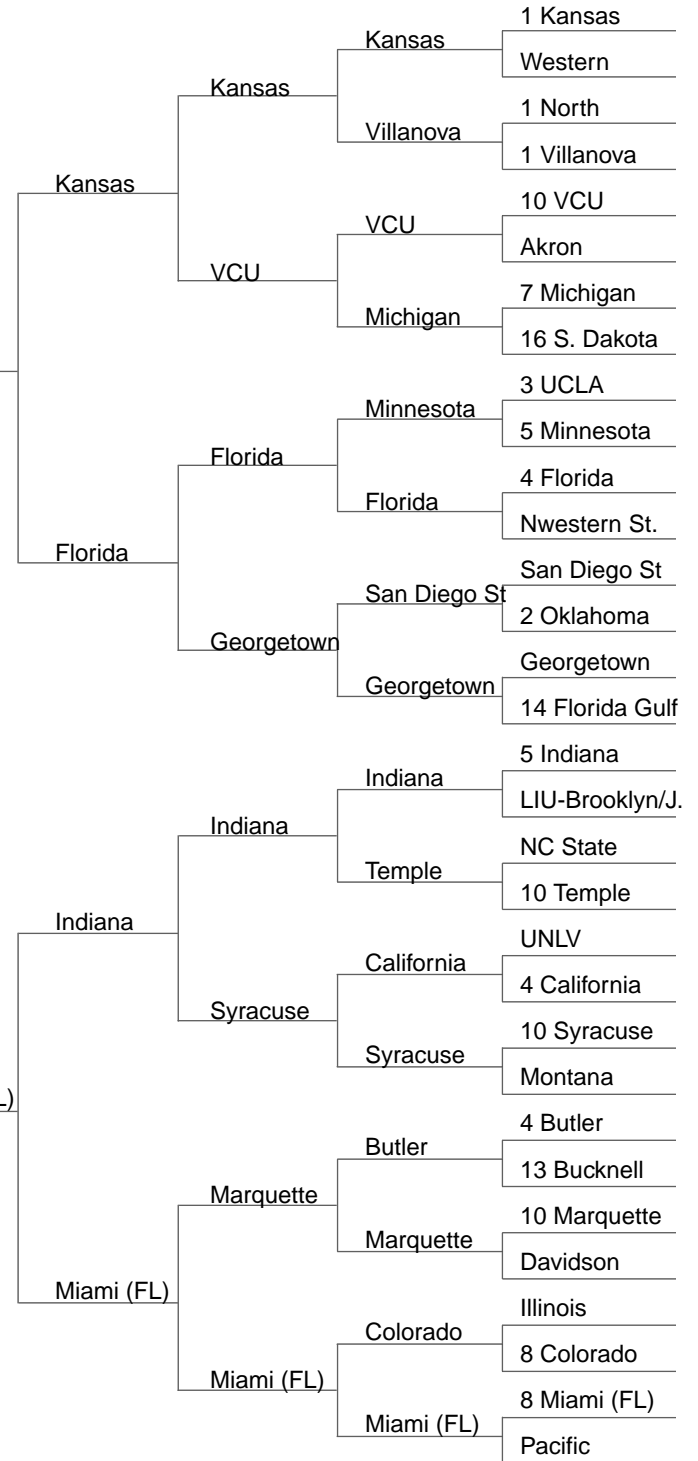 1 Kansas
Kansas
Western
Kansas
1 North
Villanova
1 Villanova
Kansas
10 VCU
VCU
Akron
VCU
7 Michigan
Michigan
16 S. Dakota
3 UCLA
Minnesota
5 Minnesota
Florida
4 Florida
Florida
Nwestern St.
Florida
San Diego St
San Diego St
2 Oklahoma
Georgetown
Georgetown
Georgetown
14 Florida Gulf
5 Indiana
Indiana
LIU-Brooklyn/J.
Indiana
NC State
Temple
10 Temple
Indiana
UNLV
California
4 California
Syracuse
10 Syracuse
Syracuse
Montana
L)
4 Butler
Butler
13 Bucknell
Marquette
10 Marquette
Marquette
Davidson
Miami (FL)
Illinois
Colorado
8 Colorado
Miami (FL)
8 Miami (FL)
Miami (FL)
Pacific